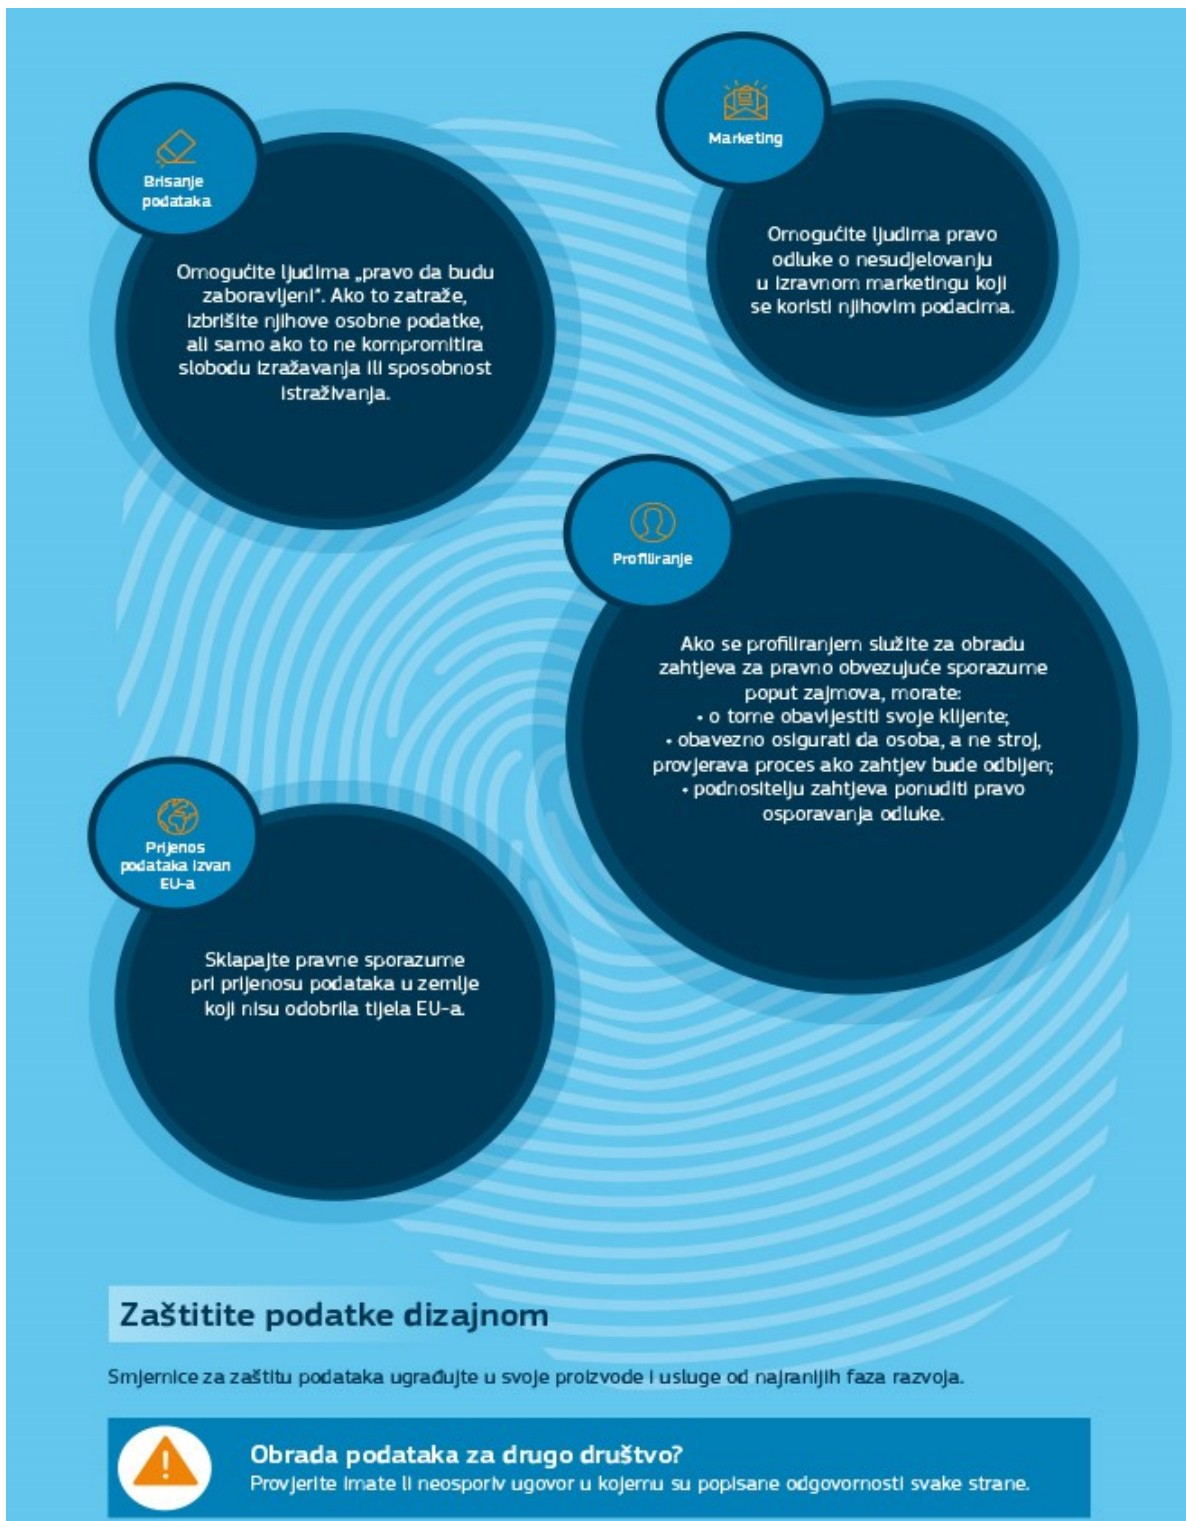 Brisanje
podataka
Omogućite ljudima „pravo da budu
zaboravljeni“. Ako to zatraže,
izbrišite njihove osobne podatke,
ali samo ako to ne kompromitira
slobodu izražavanja ili sposobnost
istraživanja.
Marketing
Omogućite ljudima pravo
odluke o nesudjelovanju
u izravnom marketingu koji
se koristi njihovim podacima.
Profiliranje
Ako se profiliranjem služite za obradu
zahtjeva za pravno obvezujuće sporazume
poput zajmova, morate:
• o tome obavijestiti svoje klijente;
• obavezno osigurati da osoba, a ne stroj,
provjerava proces ako zahtjev bude odbijen;
• podnositelju zahtjeva ponuditi pravo
osporavanja odluke.
Prijenos
podataka izvan
EU-a
Sklapajte pravne sporazume
pri prijenosu podataka u zemlje
koji nisu odobrila tijela EU-a.
Zaštitite podatke dizajnom
Smjernice za zaštitu podataka ugrađujte u svoje proizvode i usluge od najranijih faza razvoja.
Obrada podataka za drugo društvo?
Provjerite imate li neosporiv ugovor u kojemu su popisane odgovornosti svake strane.